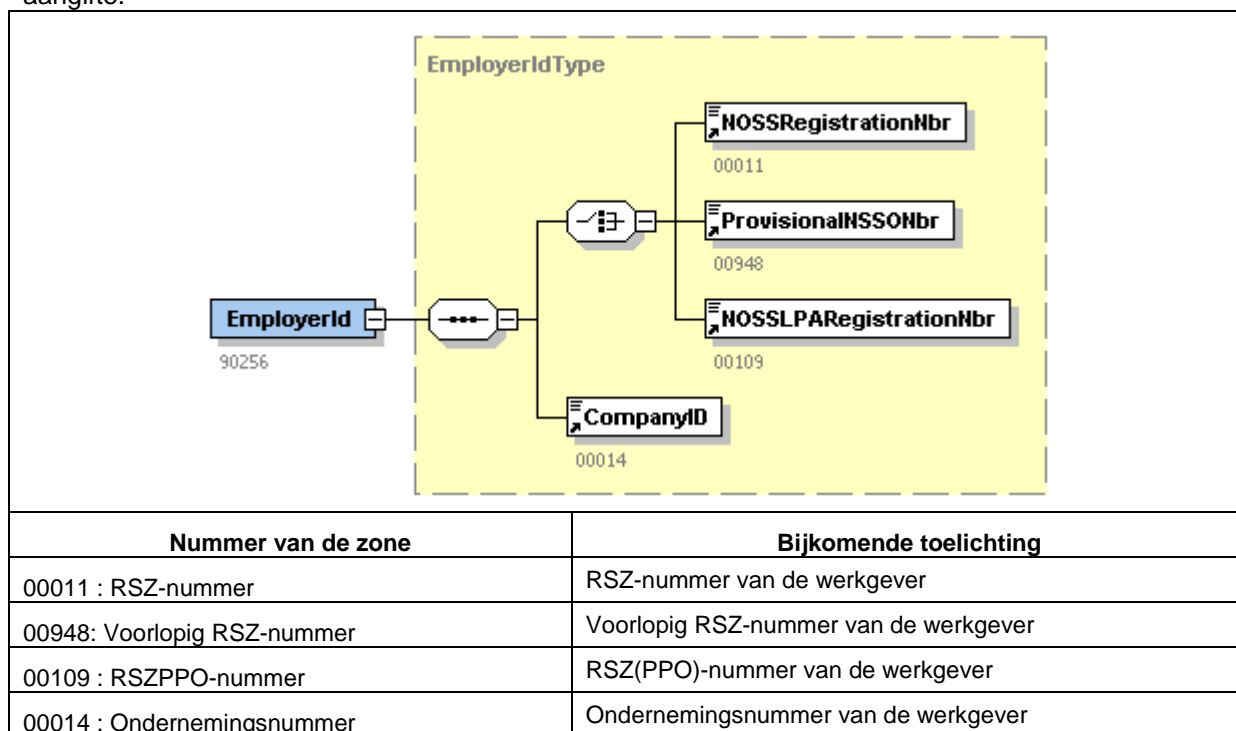 aangifte.
EmployerIdType
NOSSRegistrationNbr
00011
ProvisionalNSSONbr
00948
EmployerId
90256
NOSSLPARegistrationNbr
00109
CompanyID
00014
Nummer van de zone Bijkomende toelichting
00011 : RSZ-nummer RSZ-nummer van de werkgever
00948: Voorlopig RSZ-nummer Voorlopig RSZ-nummer van de werkgever
00109 : RSZPPO-nummer RSZ(PPO)-nummer van de werkgever
00014 : Ondernemingsnummer Ondernemingsnummer van de werkgever